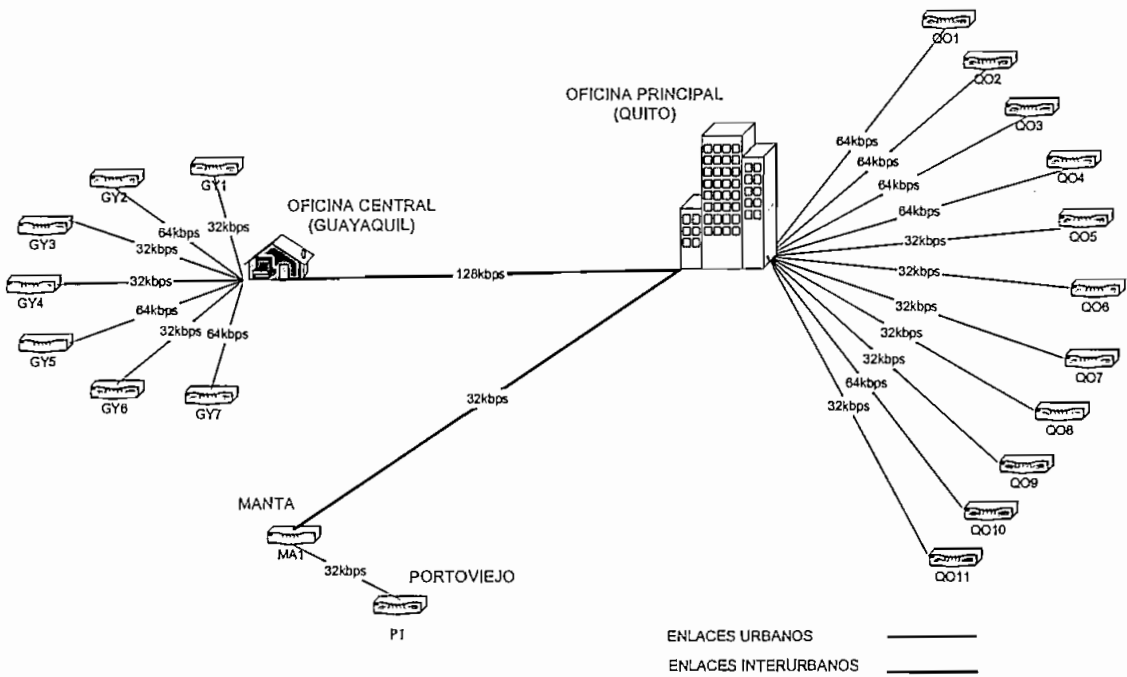 OFICINA PRINCIPAL
(QUITO)
OFICINA CENTRAL
(GUAYAQUIL)
GY1
GY2
GY3
GY4
GY5
GY6
GY7
32kbps
64kbps
32kbps
32kbps
64kbps
32kbps
64kbps
128kbps
32kbps
QO1
QO2
QO3
QO4
QO5
QO6
QO7
QO8
QO9
QO10
QO11
64kbps
64kbps
64kbps
64kbps
32kbps
32kbps
32kbps
32kbps
32kbps
64kbps
32kbps
MANTA
MA1
32kbps
PORTOVIEJO
P1
ENLACES URBANOS
ENLACES INTERURBANOS